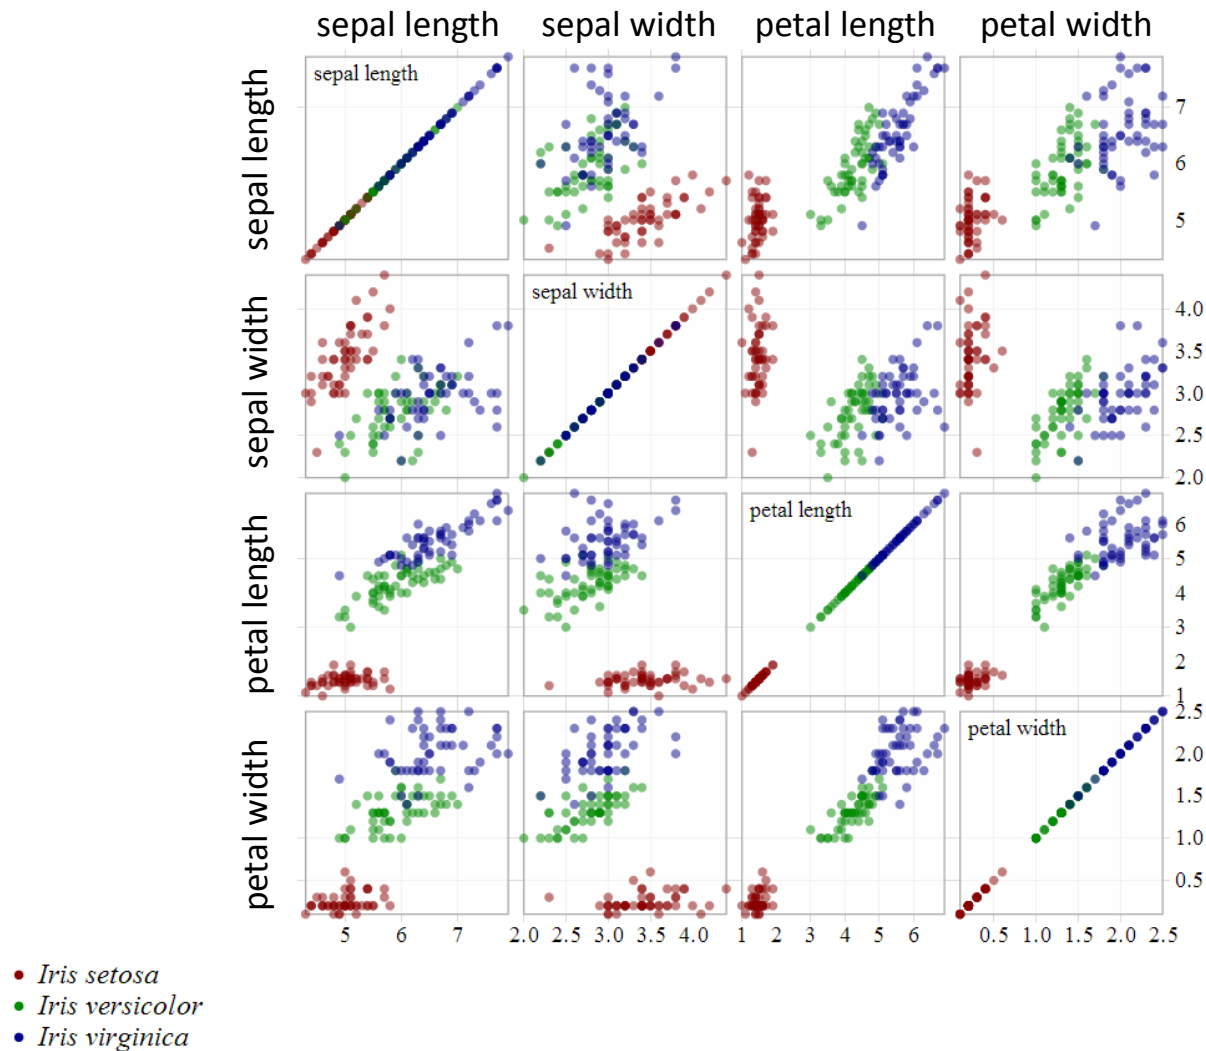 sepal length sepal width petal length petal width
sepal length
sepal length
7
6
5
sepal width
sepal width
4.0
3.5
3.0
2.5
2.0
petal length
petal length
6
5
4
3
2
1
petal width
petal width
2.5
2.0
1.5
1.0
0.5
5 6 7 2.0 2.5 3.0 3.5 4.0 1 2 3 4 5 6 0.5 1.0 1.5 2.0 2.5
Iris setosa
Iris versicolor
Iris virginica